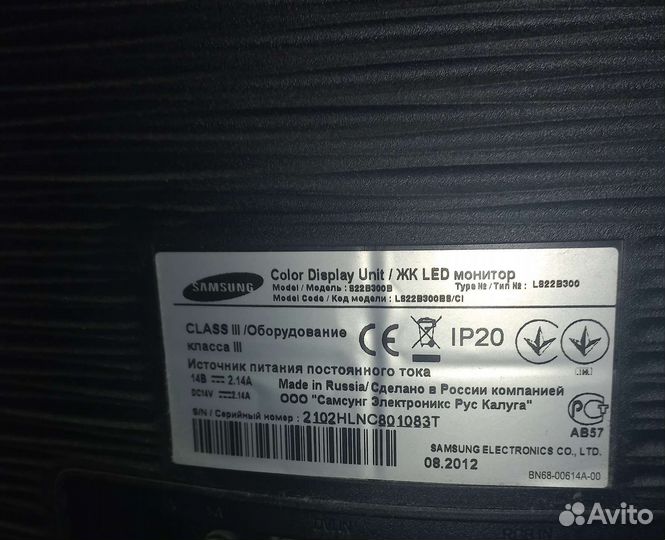 SAMSUNG
Color Display Unit / ЖК LED монитор
Model / Модель : S22B300B Type № / Тип № : LS22B300
Model Code / Код модели : LS22B300BS/CI
CLASS III /Оборудование
класса III
CE
IP20
Источник питания постоянного тока
14В 2.14А
DC14V 2.14A
Made in Russia/ Сделано в России компанией
ООО "Самсунг Электроникс Рус Калуга"
S/N / Серийный номер : 2102HLNC801083T
АВ57
SAMSUNG ELECTRONICS CO., LTD.
08.2012
BN68-00614A-00
Avito